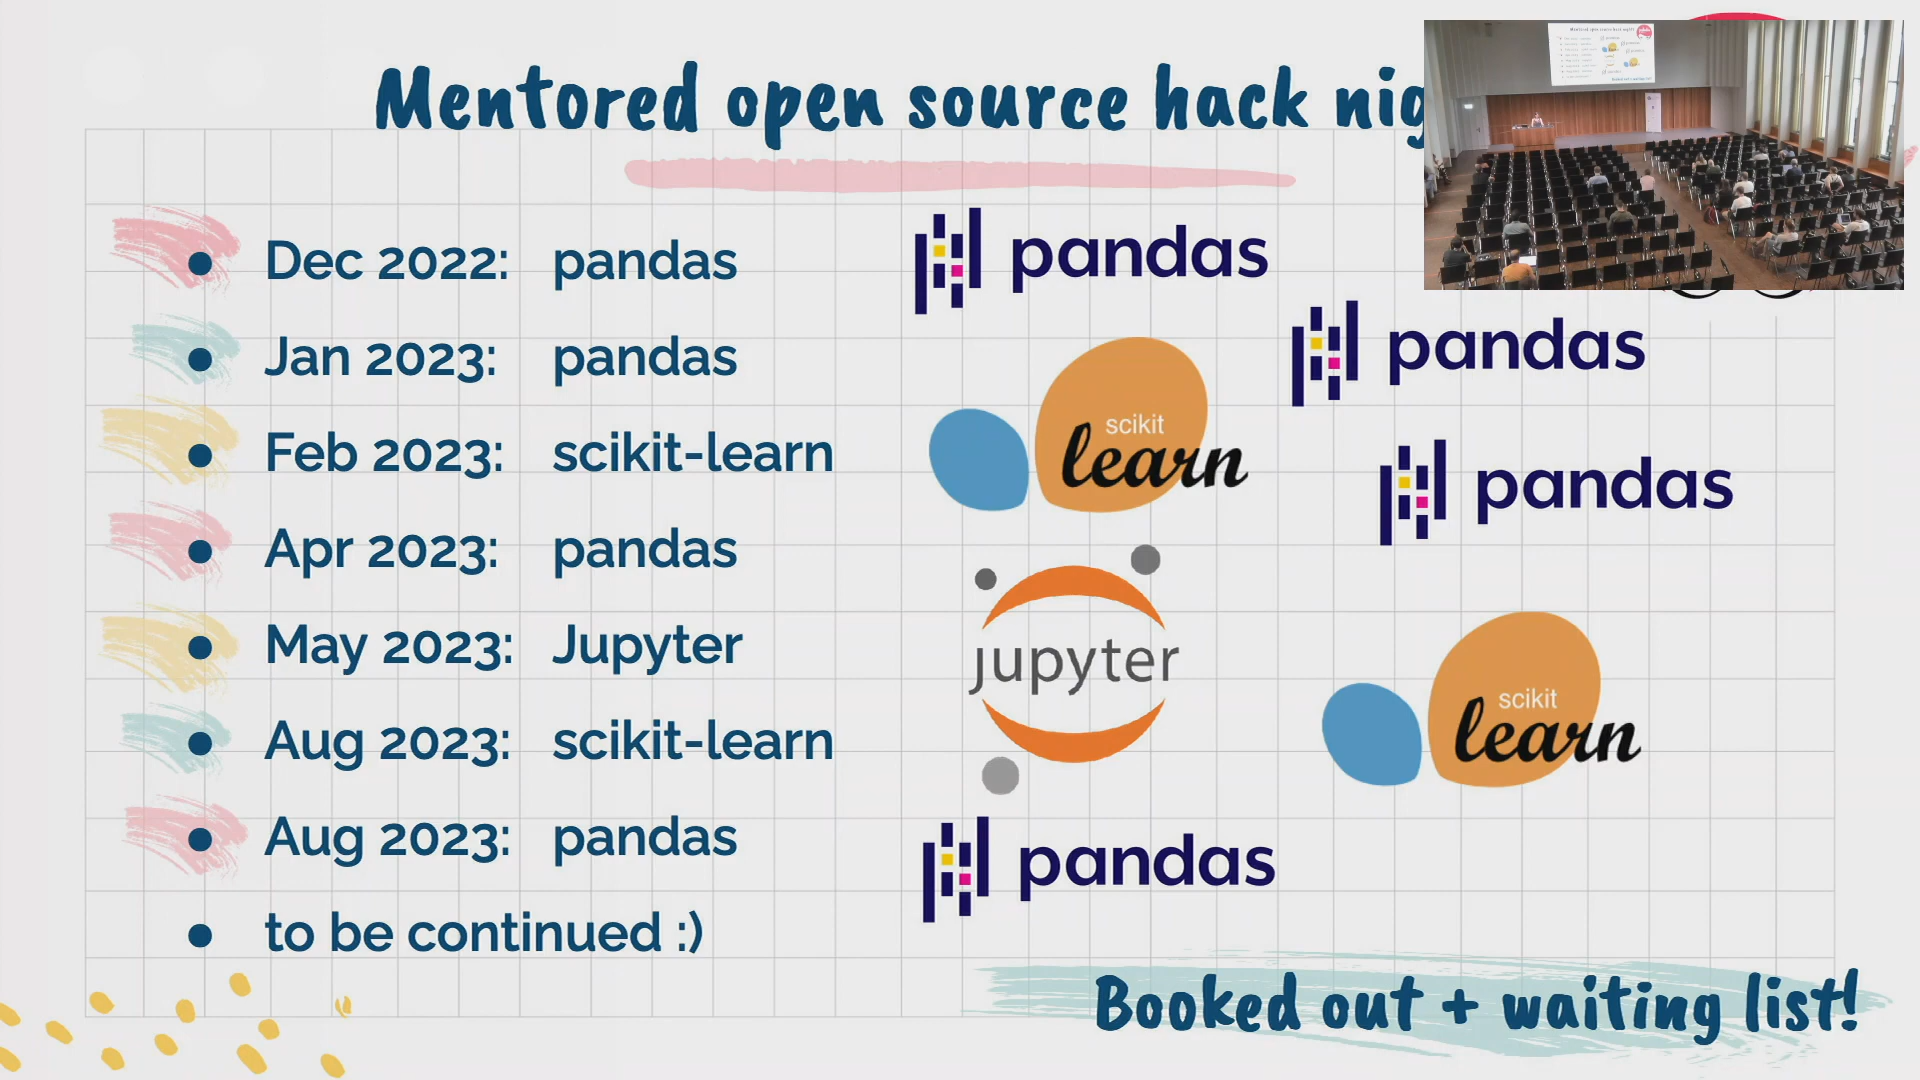 Mentored open source hack nig
Dec 2022: pandas
Jan 2023: pandas
Feb 2023: scikit-learn
Apr 2023: pandas
May 2023: Jupyter
Aug 2023: scikit-learn
Aug 2023: pandas
to be continued :)
pandas
pandas
scikit
learn
pandas
jupyter
scikit
learn
pandas
Booked out + waiting list!